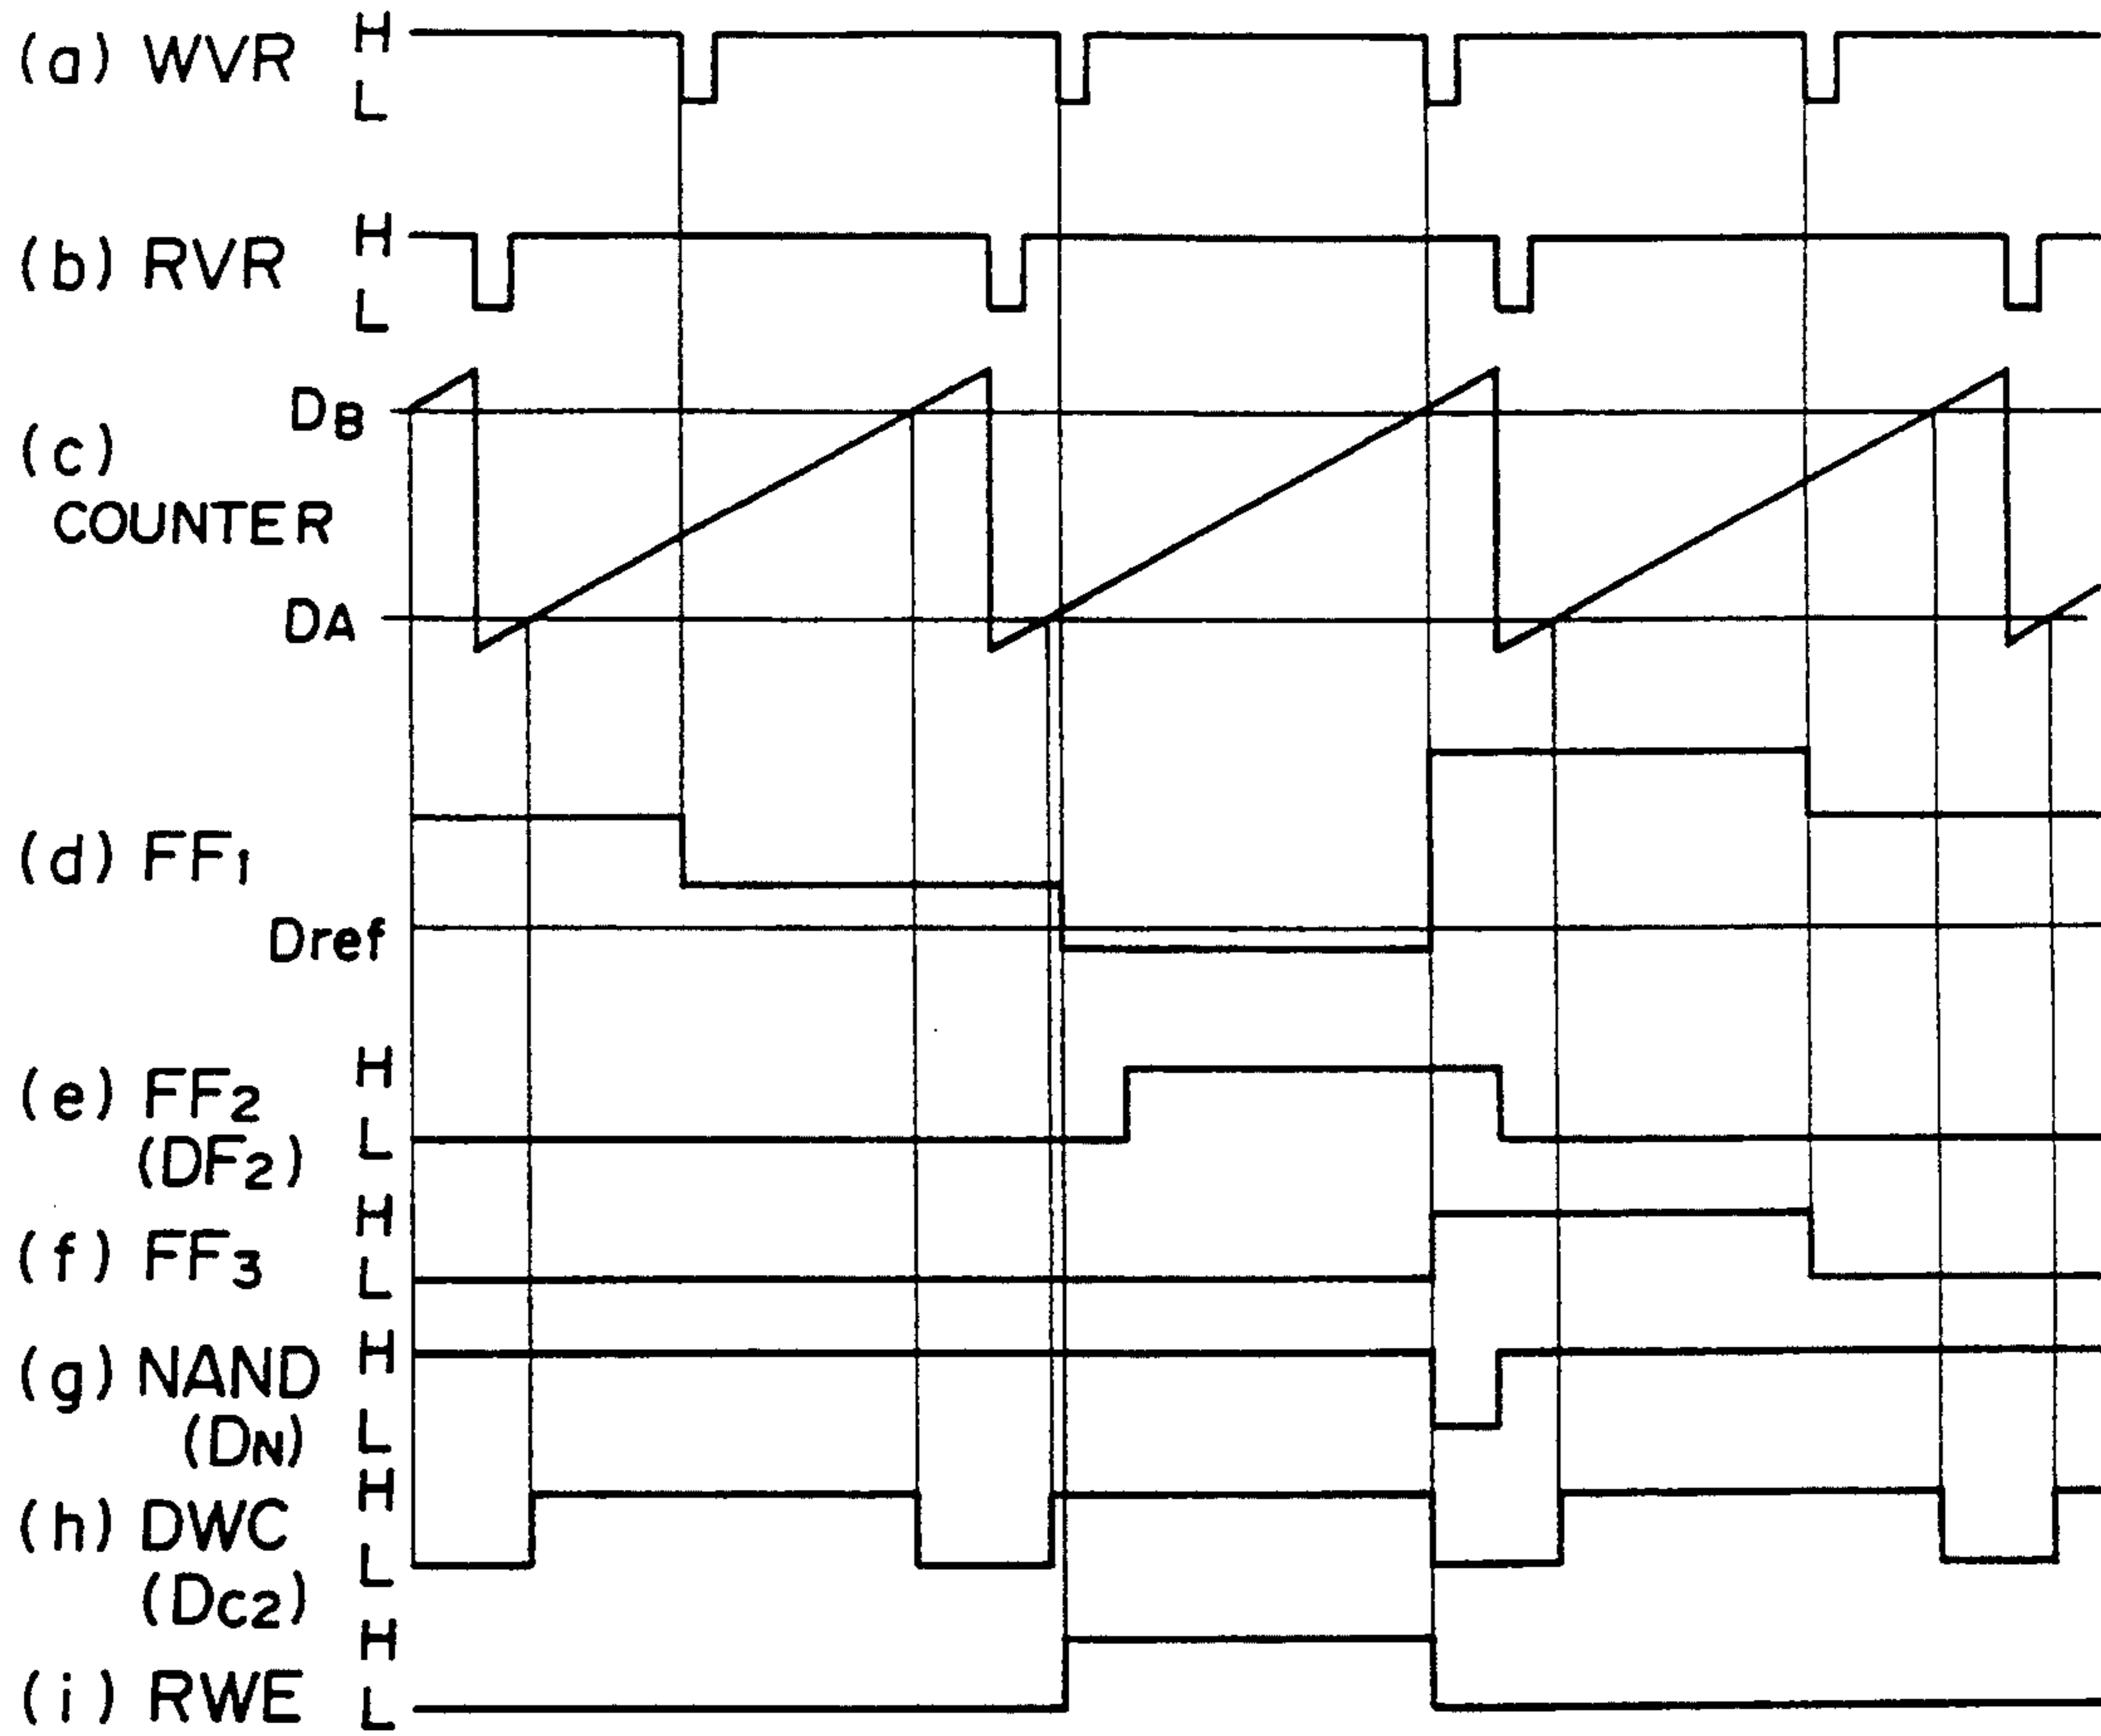 (a) WVR H
L
(b) RVR H
L
DB
(c)
COUNTER
DA
(d) FF1
Dref
(e) FF2 H
(DF2) L
(f) FF3 H
L
(g) NAND H
(DN) L
(h) DWC H
(DC2) L
(i) RWE H
L